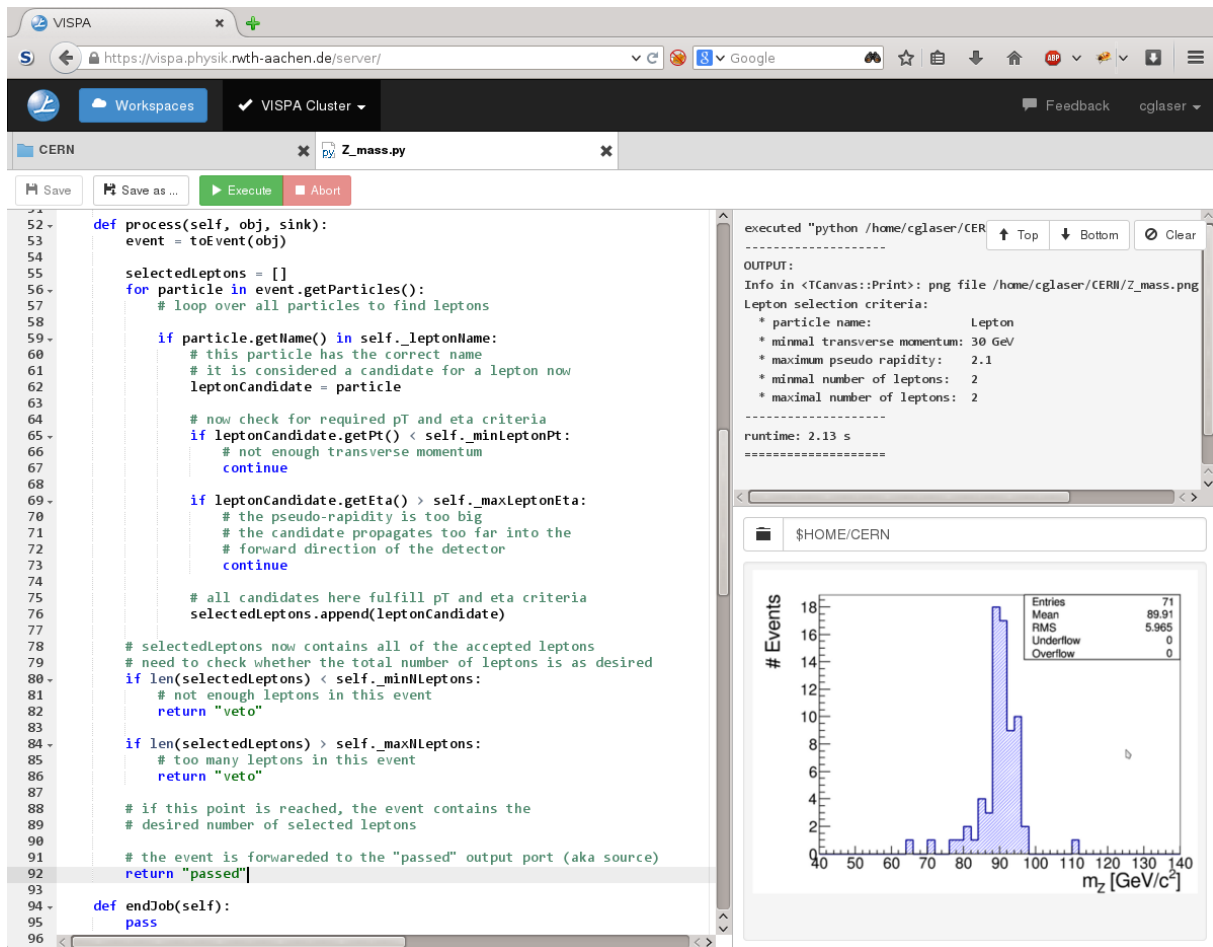 VISPA
https://vispa.physik.rwth-aachen.de/server/
Google
Workspaces
VISPA Cluster
Feedback
cglaser
CERN
Z_mass.py
Save
Save as ...
Execute
Abort
51
52 def process(self, obj, sink):
53 event = toEvent(obj)
54
55 selectedLeptons = []
56 for particle in event.getParticles():
57 # loop over all particles to find leptons
58
59 if particle.getName() in self._leptonName:
60 # this particle has the correct name
61 # it is considered a candidate for a lepton now
62 leptonCandidate = particle
63
64 # now check for required pT and eta criteria
65 if leptonCandidate.getPt() < self._minLeptonPt:
66 # not enough transverse momentum
67 continue
68
69 if leptonCandidate.getEta() > self._maxLeptonEta:
70 # the pseudo-rapidity is too big
71 # the candidate propagates too far into the
72 # forward direction of the detector
73 continue
74
75 # all candidates here fulfill pT and eta criteria
76 selectedLeptons.append(leptonCandidate)
77
78 # selectedLeptons now contains all of the accepted leptons
79 # need to check whether the total number of leptons is as desired
80 if len(selectedLeptons) < self._minNLeptons:
81 # not enough leptons in this event
82 return "veto"
83
84 if len(selectedLeptons) > self._maxNLeptons:
85 # too many leptons in this event
86 return "veto"
87
88 # if this point is reached, the event contains the
89 # desired number of selected leptons
90
91 # the event is forwareded to the "passed" output port (aka source)
92 return "passed"
93
94 def endJob(self):
95 pass
96
executed "python /home/cglaser/CER
Top
Bottom
Clear
--------------------
OUTPUT:
Info in <TCanvas::Print>: png file /home/cglaser/CERN/Z_mass.png
Lepton selection criteria:
* particle name: Lepton
* minmal transverse momentum: 30 GeV
* maximum pseudo rapidity: 2.1
* minmal number of leptons: 2
* maximal number of leptons: 2
--------------------
runtime: 2.13 s
====================
$HOME/CERN
# Events
Entries 71
Mean 89.91
RMS 5.965
Underflow 0
Overflow 0
18
16
14
12
10
8
6
4
2
0
40 50 60 70 80 90 100 110 120 130 140
mZ [GeV/c²]